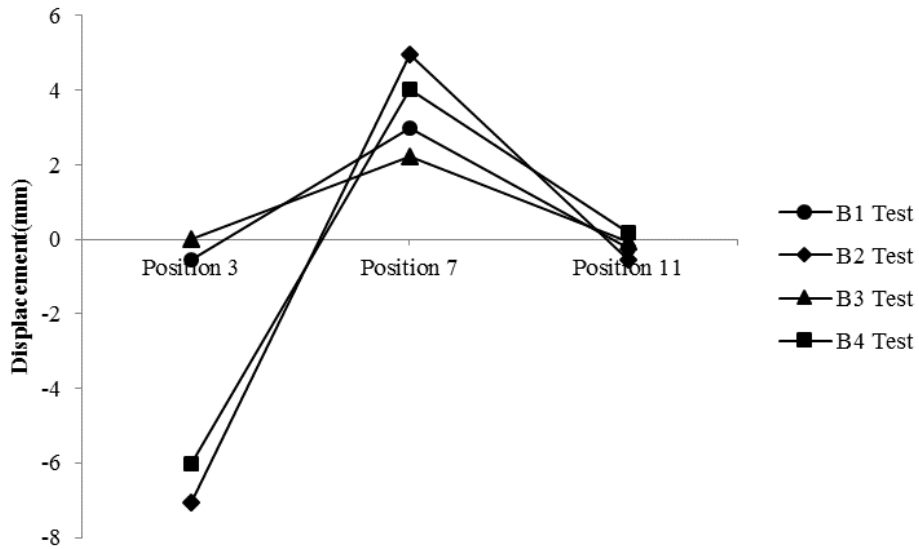 6
4
2
0
-2
-4
-6
-8
Displacement(mm)
Position 3 Position 7 Position 11
B1 Test
B2 Test
B3 Test
B4 Test